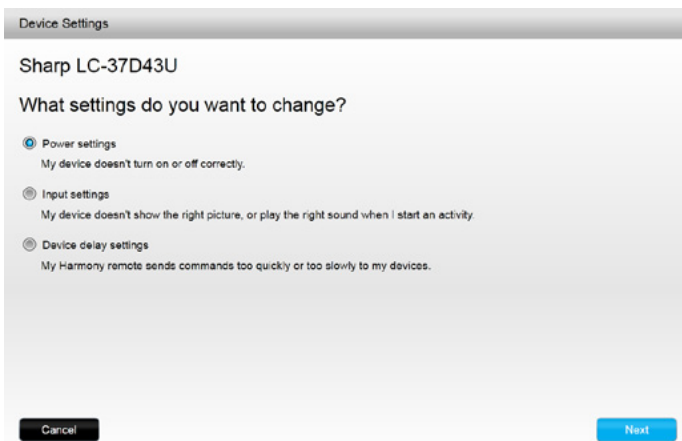 Device Settings
Sharp LC-37D43U
What settings do you want to change?
Power settings
My device doesn't turn on or off correctly.
Input settings
My device doesn't show the right picture, or play the right sound when I start an activity.
Device delay settings
My Harmony remote sends commands too quickly or too slowly to my devices.
Cancel
Next